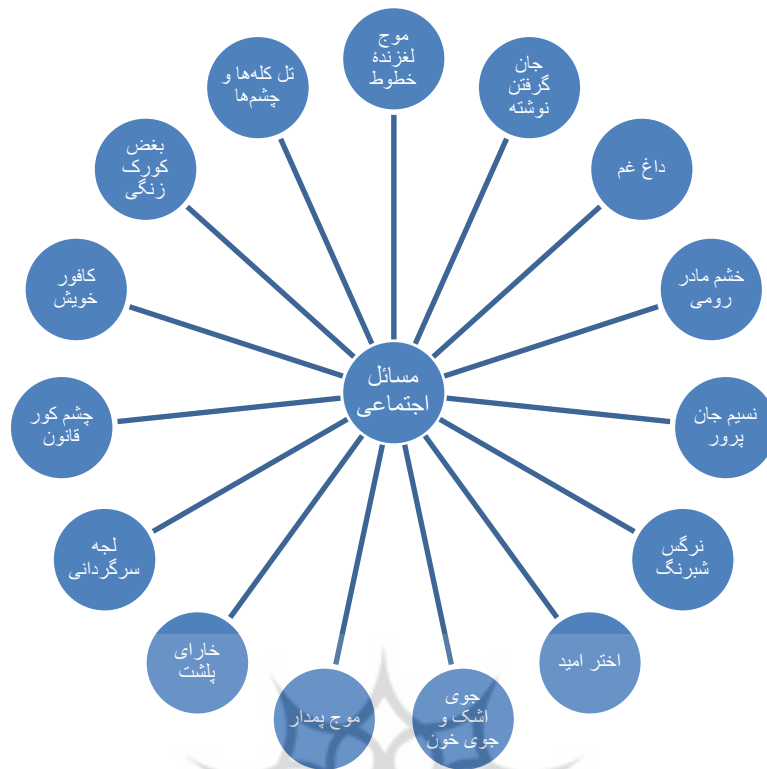 مسائل
اجتماعی
موج
لغزندهٔ
خطوط
جان
گرفتن
نوشته
داغ غم
خشم مادر
رومی
نسیم جان
پرور
نرگس
شبرنگ
اختر امید
جوی
اشک و
جوی خون
موج پمدار
خارای
پلشت
لجه
سرگردانی
چشم کور
قانون
کافور
خویش
بغض
کورک
زنگی
تل کله‌ها و
چشم‌ها